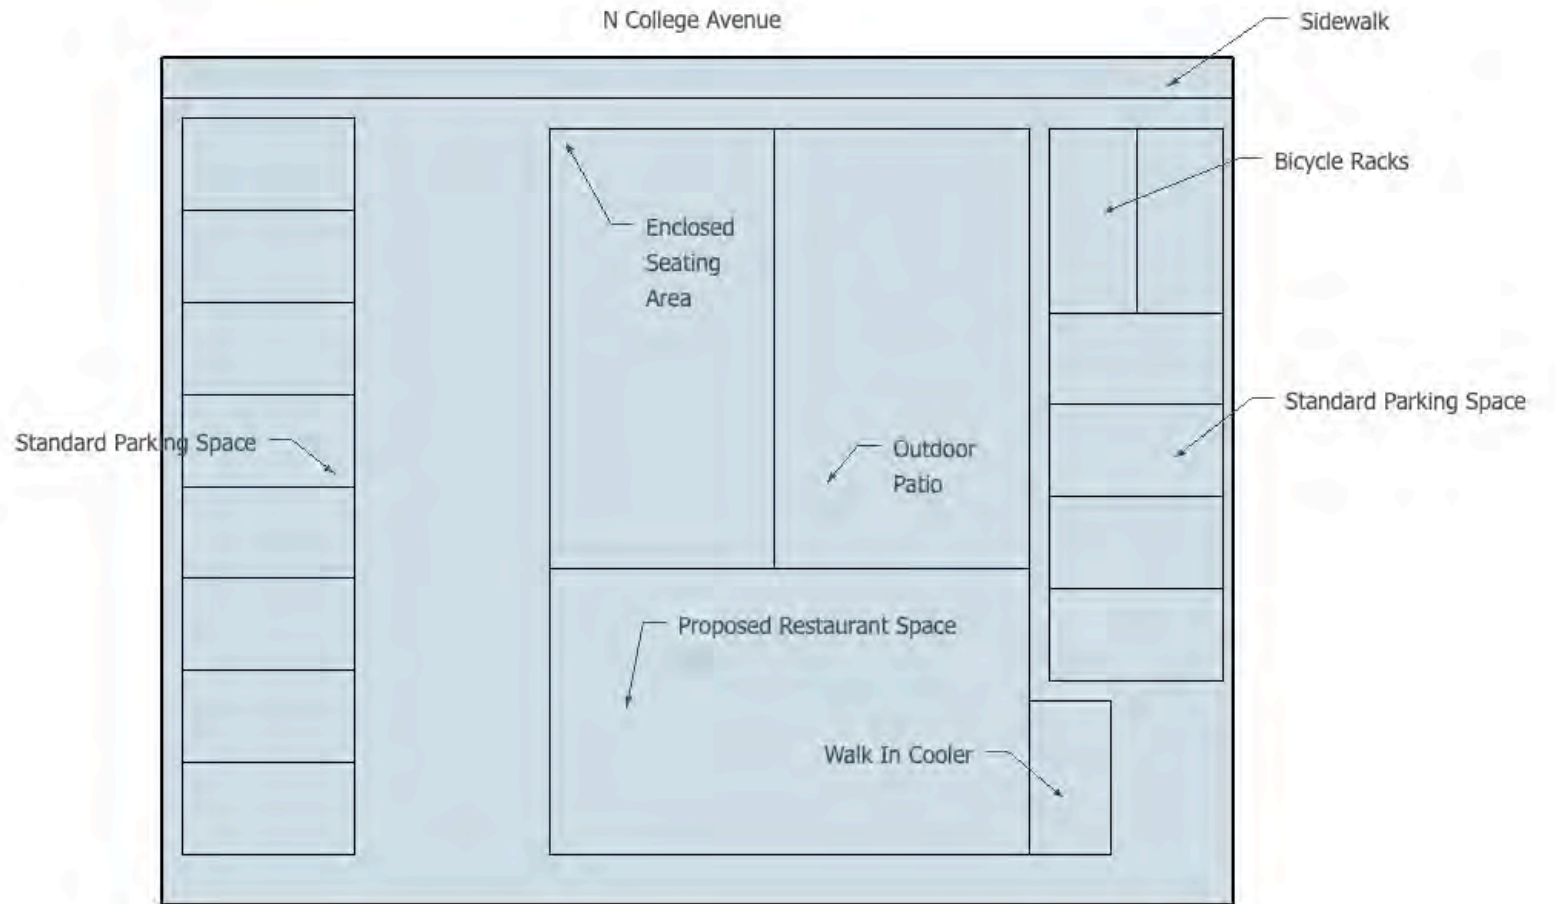 N College Avenue
Sidewalk
Bicycle Racks
Enclosed
Seating
Area
Standard Parking Space
Standard Parking Space
Outdoor
Patio
Proposed Restaurant Space
Walk In Cooler